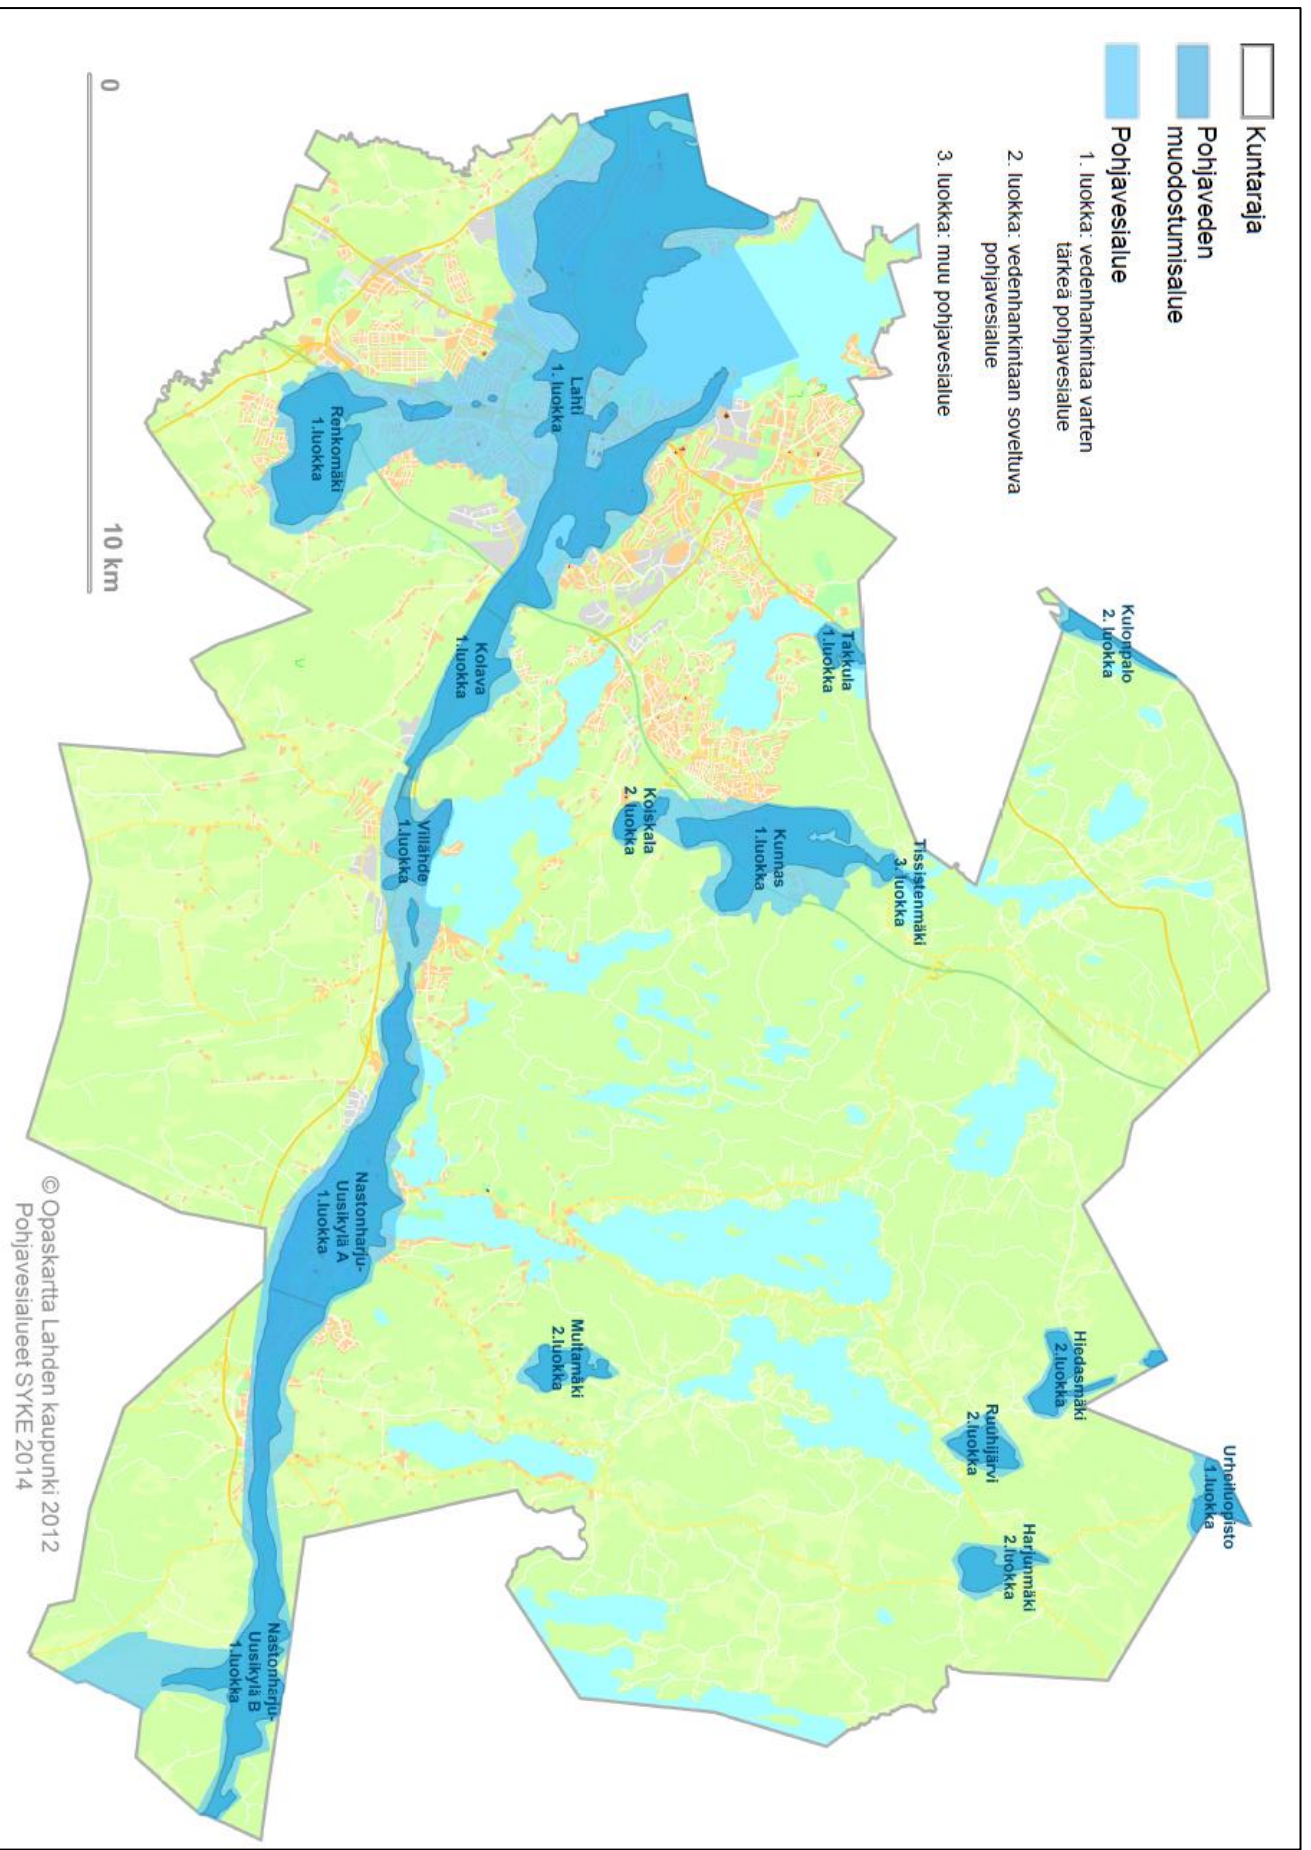 Kuntaraja
Pohjaveden
muodostumisalue
Pohjavesialue
1. luokka: vedenhankintaa varten
tärkeä pohjavesialue
2. luokka: vedenhankintaan soveltuva
pohjavesialue
3. luokka: muu pohjavesialue
Kulonpalo
2. luokka
Urheiluopisto
1.luokka
Hiedasmäki
2.luokka
Harjunmäki
2.luokka
Ruuhijärvi
2.luokka
Tissistenmäki
3. luokka
Takkula
1.luokka
Kunnas
1.luokka
Koiskala
2. luokka
Lahti
1. luokka
Multamäki
2.luokka
Kolava
1.luokka
Villähde
1.luokka
Nastonharju-
Uusikylä A
1.luokka
Renkomäki
1.luokka
Nastonharju-
Uusikylä B
1.luokka
0
10 km
© Opaskartta Lahden kaupunki 2012
Pohjavesialueet SYKE 2014